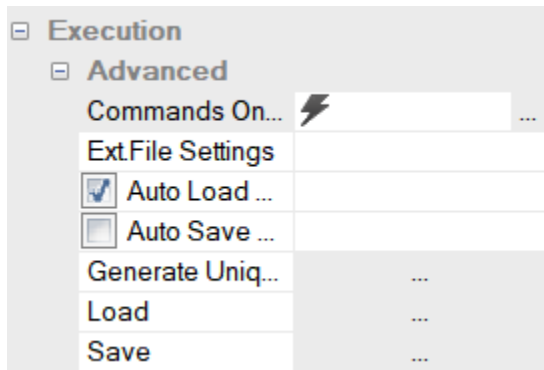 Execution
Advanced
Commands On... ...
Ext.File Settings
Auto Load ...
Auto Save ...
Generate Uniq... ...
Load ...
Save ...